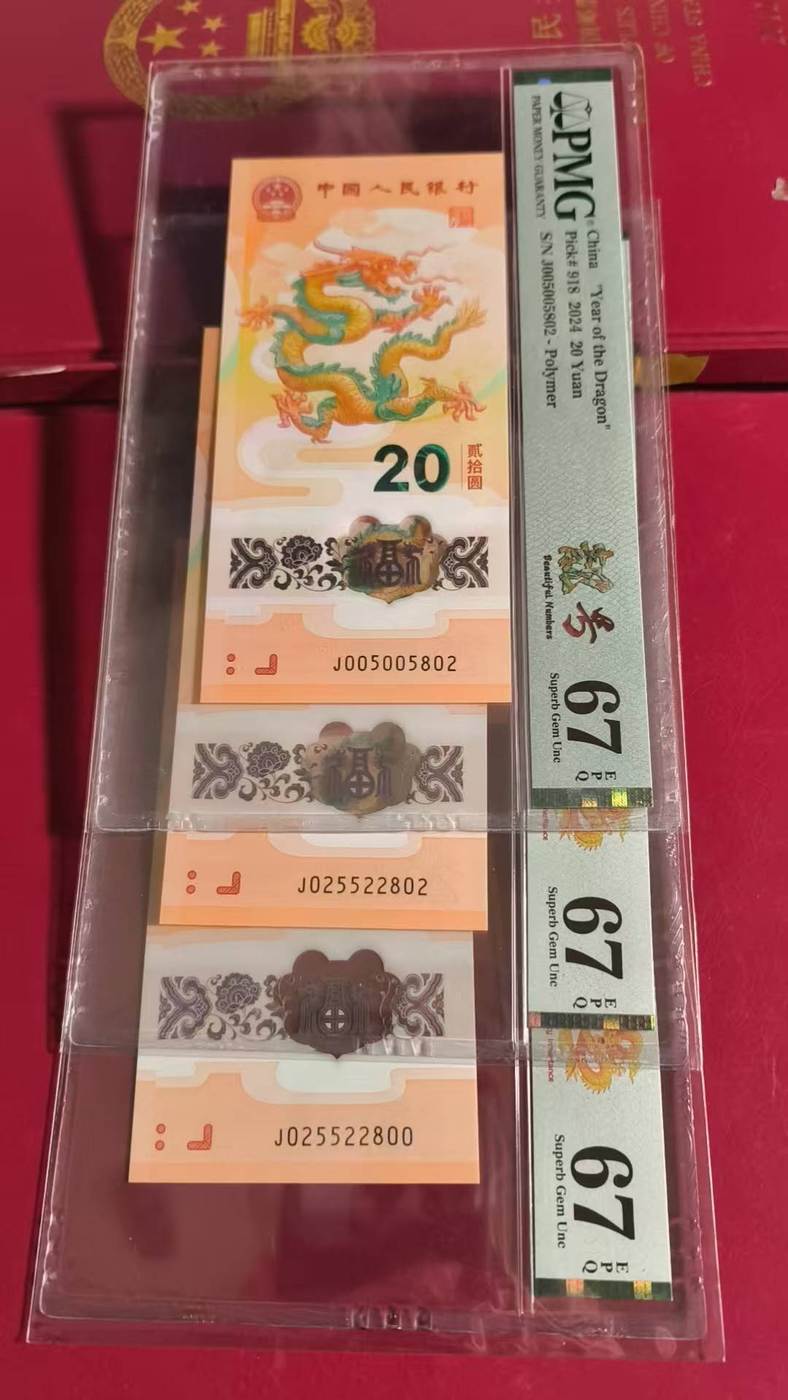 中國人民银行
20
贰拾圆
J005005802
J025522802
J025522800
PMG
PAPER MONEY GUARANTY
China "Year of the Dragon"
Pick# 918 2024 20 Yuan
S/N J005005802 - Polymer
Beautiful Numbers
67
EPQ
Superb Gem Unc
67
EPQ
Superb Gem Unc
67
EPQ
Superb Gem Unc